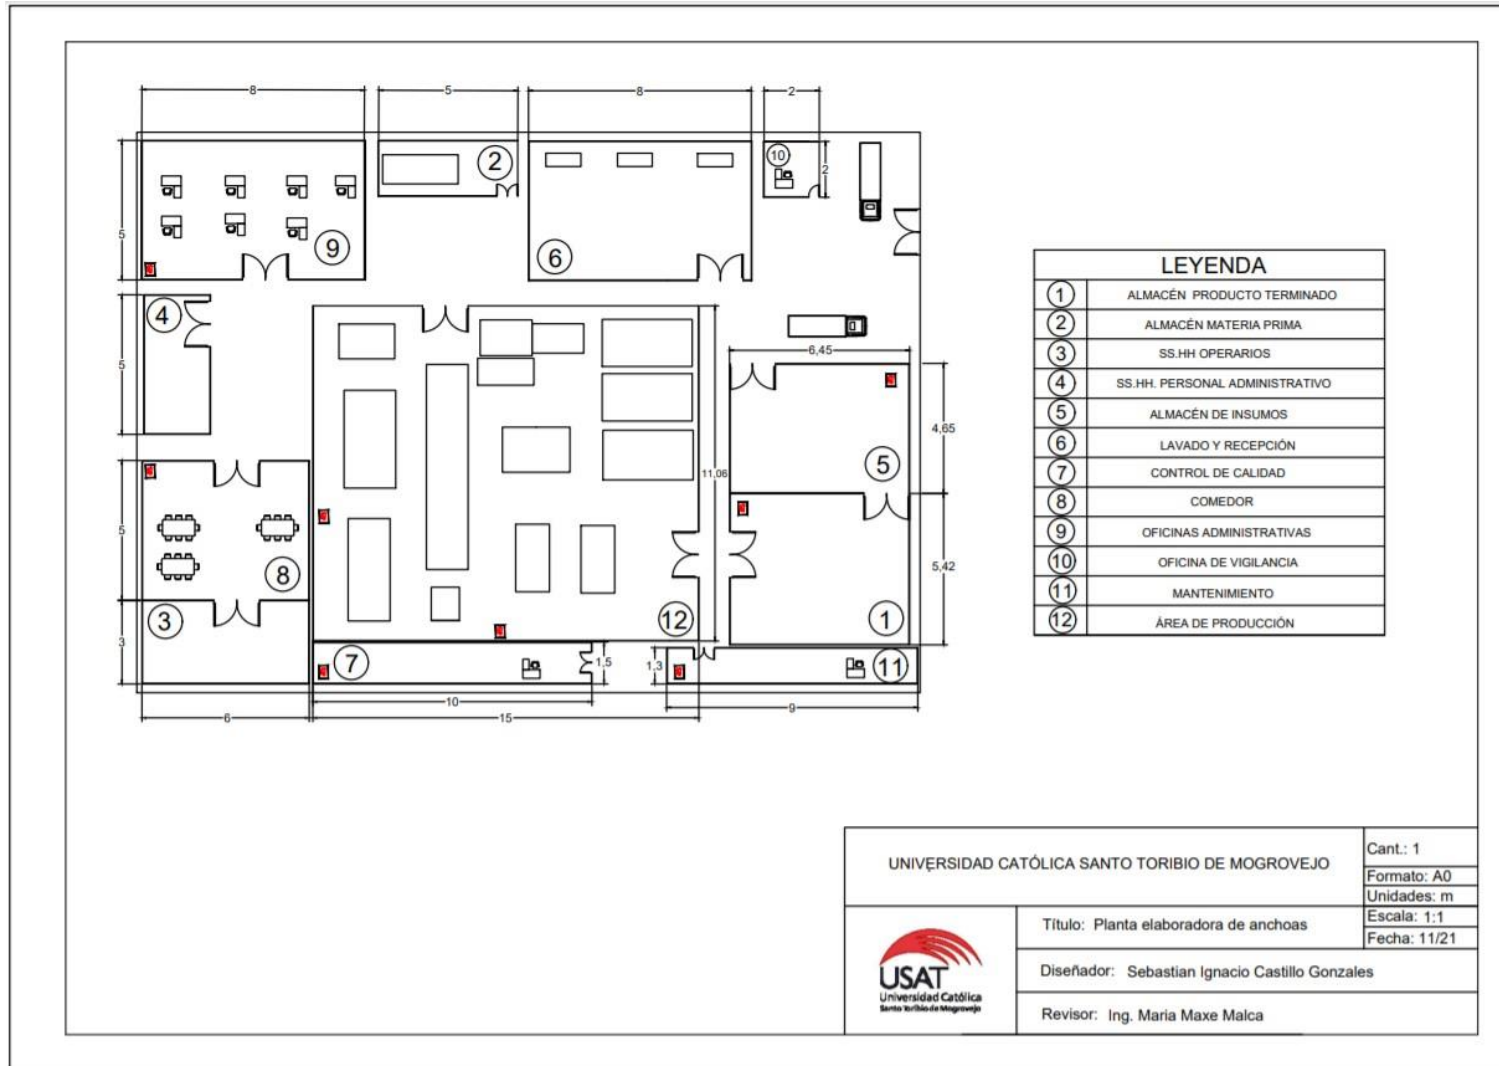 8
5
8
2
5
9
2
6
10
2
5
4
6,45
5
4,65
11,06
5
8
12
1
5,42
3
3
7
1,5
1,3
11
6
10
15
9
LEYENDA
1 ALMACÉN PRODUCTO TERMINADO
2 ALMACÉN MATERIA PRIMA
3 SS.HH OPERARIOS
4 SS.HH. PERSONAL ADMINISTRATIVO
5 ALMACÉN DE INSUMOS
6 LAVADO Y RECEPCIÓN
7 CONTROL DE CALIDAD
8 COMEDOR
9 OFICINAS ADMINISTRATIVAS
10 OFICINA DE VIGILANCIA
11 MANTENIMIENTO
12 ÁREA DE PRODUCCIÓN
UNIVERSIDAD CATÓLICA SANTO TORIBIO DE MOGROVEJO
Cant.: 1
Formato: A0
Unidades: m
Escala: 1:1
Fecha: 11/21
USAT
Universidad Católica
Santo Toribio de Mogrovejo
Título: Planta elaboradora de anchoas
Diseñador: Sebastian Ignacio Castillo Gonzales
Revisor: Ing. Maria Maxe Malca